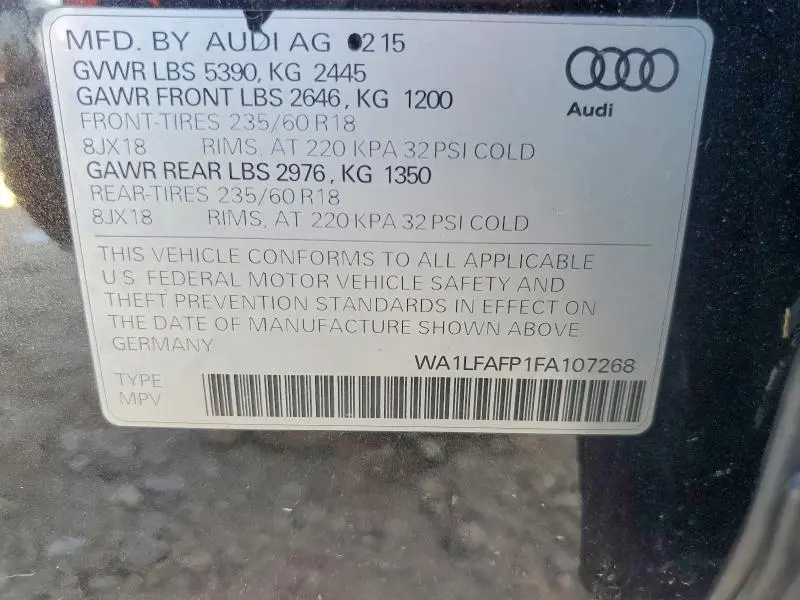 MFD. BY AUDI AG 02 15
GVWR LBS 5390, KG 2445
GAWR FRONT LBS 2646, KG 1200
FRONT-TIRES 235/60 R18
8JX18 RIMS, AT 220 KPA 32 PSI COLD
GAWR REAR LBS 2976, KG 1350
REAR-TIRES 235/60 R18
8JX18 RIMS, AT 220 KPA 32 PSI COLD
Audi
THIS VEHICLE CONFORMS TO ALL APPLICABLE
U.S. FEDERAL MOTOR VEHICLE SAFETY AND
THEFT PREVENTION STANDARDS IN EFFECT ON
THE DATE OF MANUFACTURE SHOWN ABOVE
GERMANY
WA1LFAFP1FA107268
TYPE
MPV